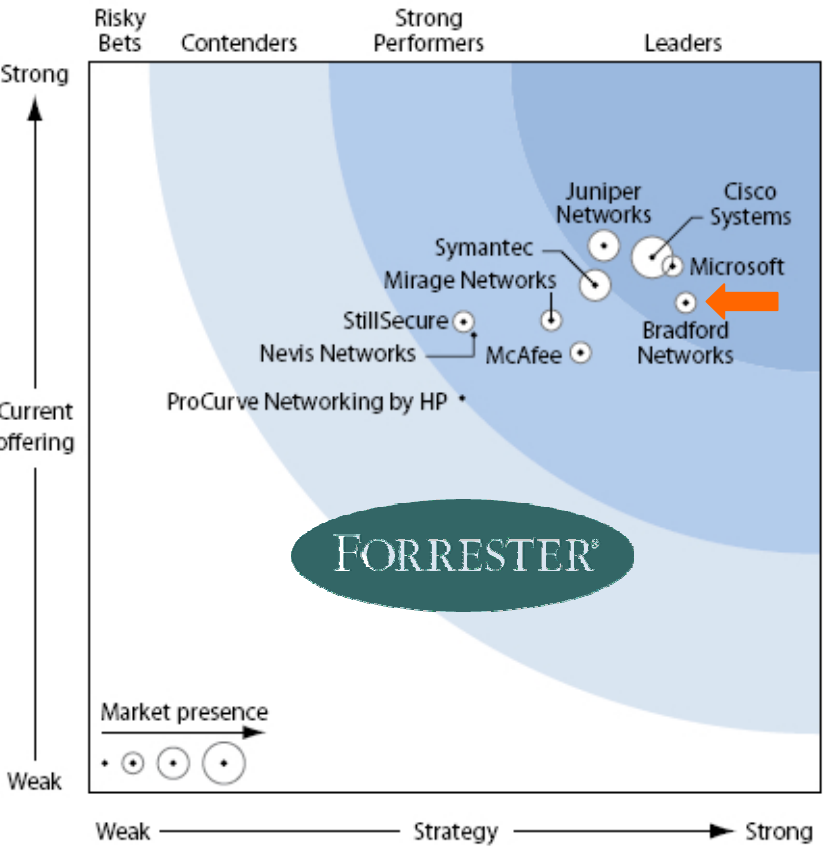 Risky
Bets
Contenders
Strong
Performers
Leaders
Strong
Juniper
Networks
Cisco
Systems
Symantec
Microsoft
Mirage Networks
StillSecure
Bradford
Networks
Nevis Networks
McAfee
ProCurve Networking by HP
Current
offering
FORRESTER®
Market presence
Weak
Weak
Strategy
Strong